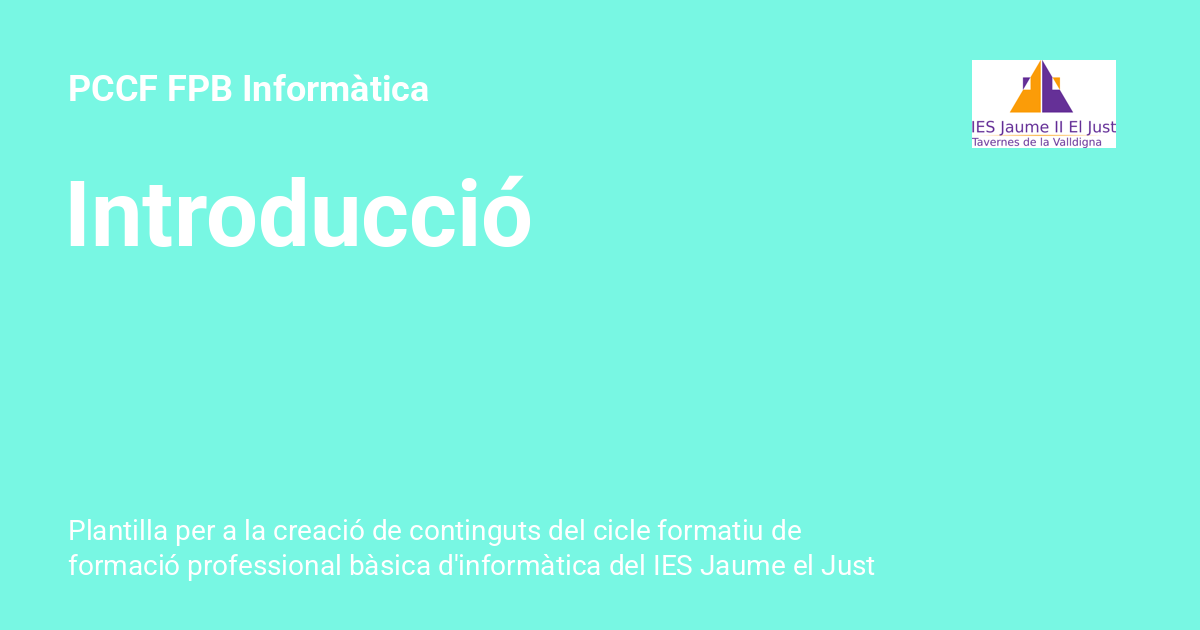 PCCF FPB Informàtica
IES Jaume II El Just
Tavernes de la Valldigna
Introducció
Plantilla per a la creació de continguts del cicle formatiu de
formació professional bàsica d'informàtica del IES Jaume el Just